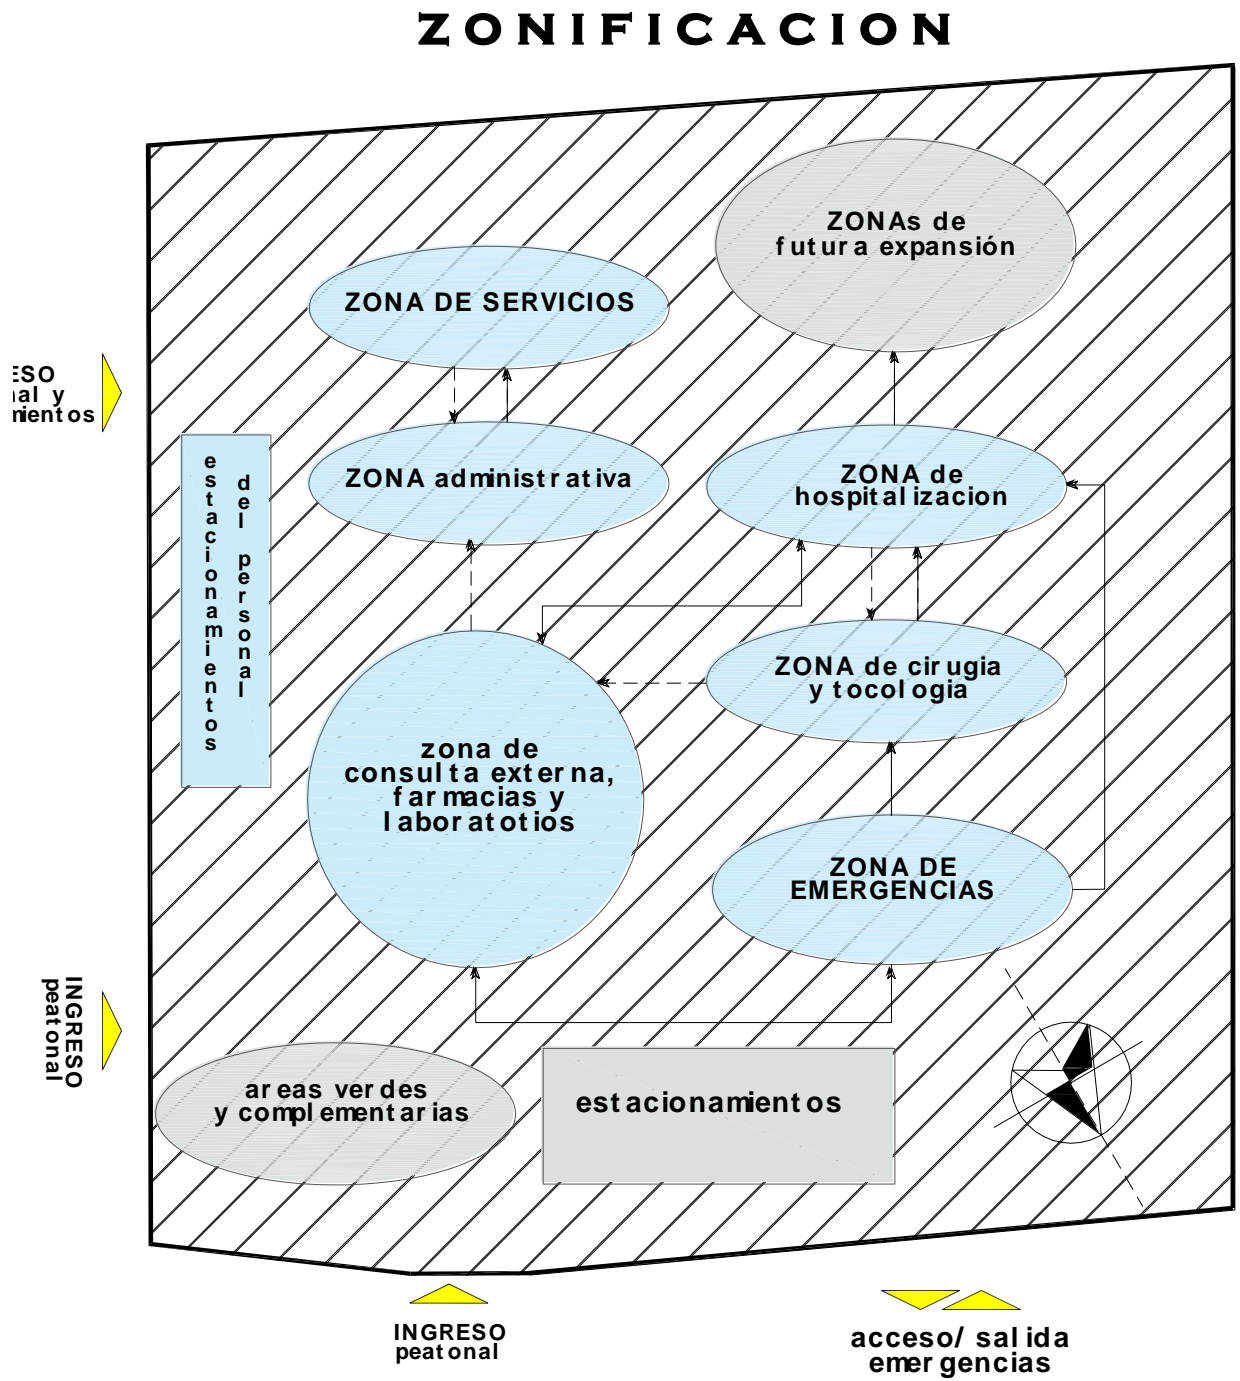 ZONIFICACION
ZONAs de
futura expansión
ZONA DE SERVICIOS
ESO
al y
mientos
ZONA administrativa
ZONA de
hospitalizacion
estacionamientos
del personal
ZONA de cirugia
y tocologia
zona de
consulta externa,
farmacias y
laboratotios
ZONA DE
EMERGENCIAS
INGRESO
peatonal
areas verdes
y complementarias
estacionamientos
INGRESO
peatonal
acceso/ salida
emergencias